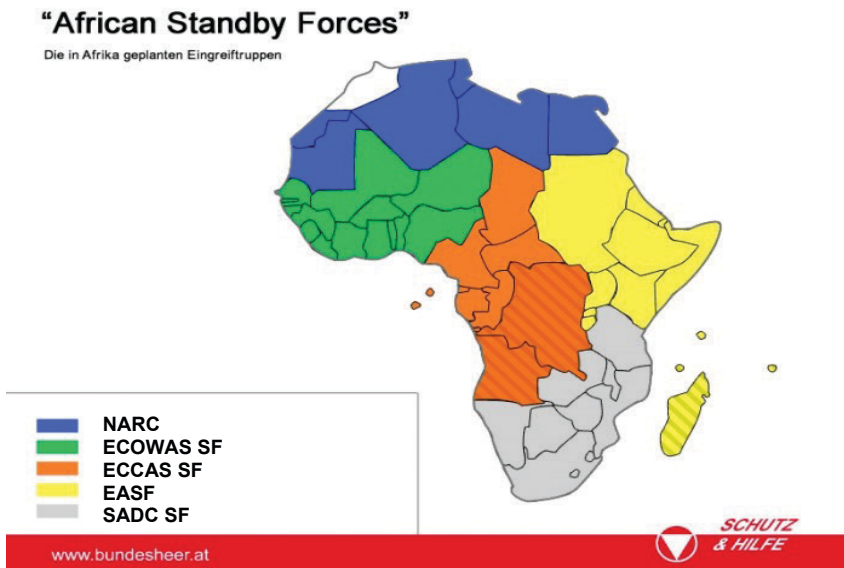 “African Standby Forces”
Die in Afrika geplanten Eingreiftruppen
NARC
ECOWAS SF
ECCAS SF
EASF
SADC SF
SCHUTZ
& HILFE
www.bundesheer.at